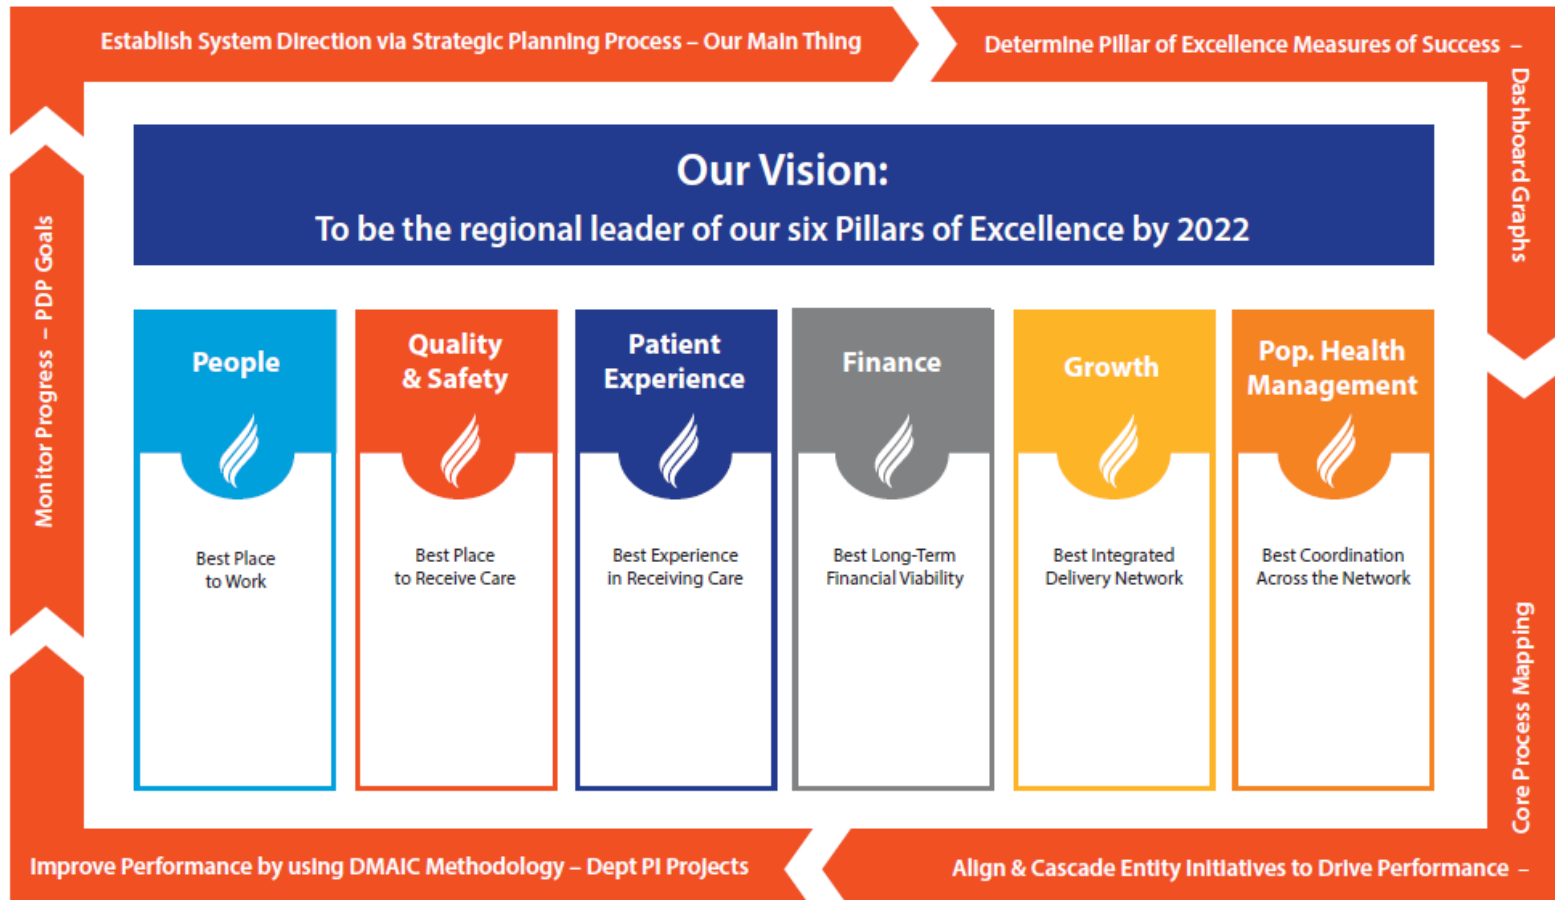 Establish System Direction via Strategic Planning Process – Our Main Thing
Determine Pillar of Excellence Measures of Success –
Dashboard Graphs
Our Vision:
To be the regional leader of our six Pillars of Excellence by 2022
People
Best Place
to Work
Quality
& Safety
Best Place
to Receive Care
Patient
Experience
Best Experience
in Receiving Care
Finance
Best Long-Term
Financial Viability
Growth
Best Integrated
Delivery Network
Pop. Health
Management
Best Coordination
Across the Network
Core Process Mapping
Align & Cascade Entity Initiatives to Drive Performance –
Improve Performance by using DMAIC Methodology – Dept PI Projects
Monitor Progress – PDP Goals